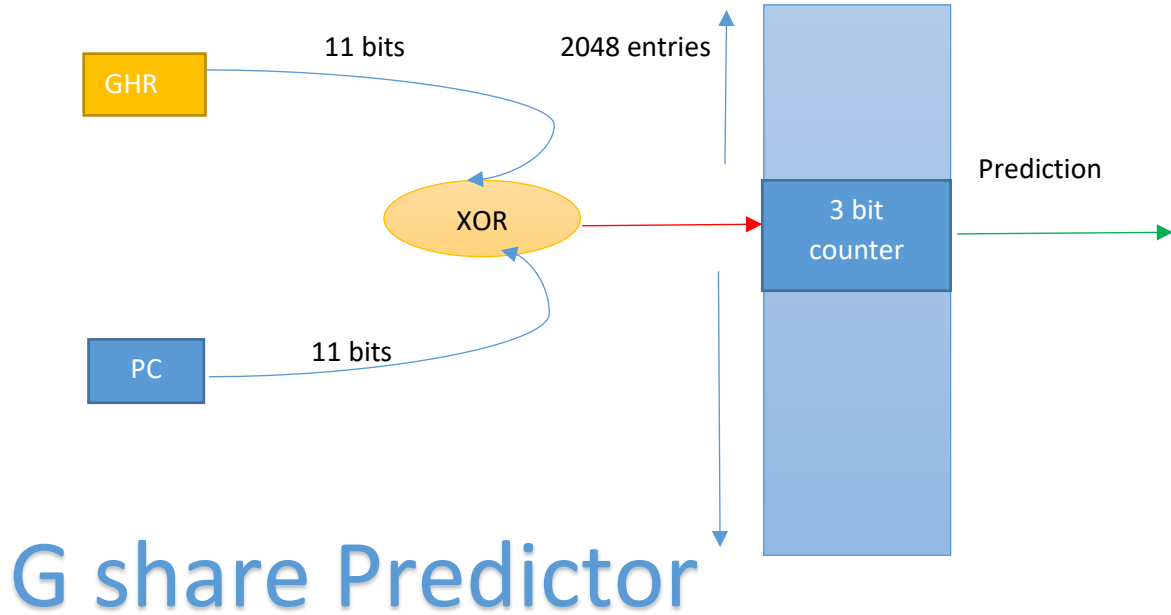 11 bits
2048 entries
GHR
Prediction
XOR
3 bit
counter
11 bits
PC
G share Predictor